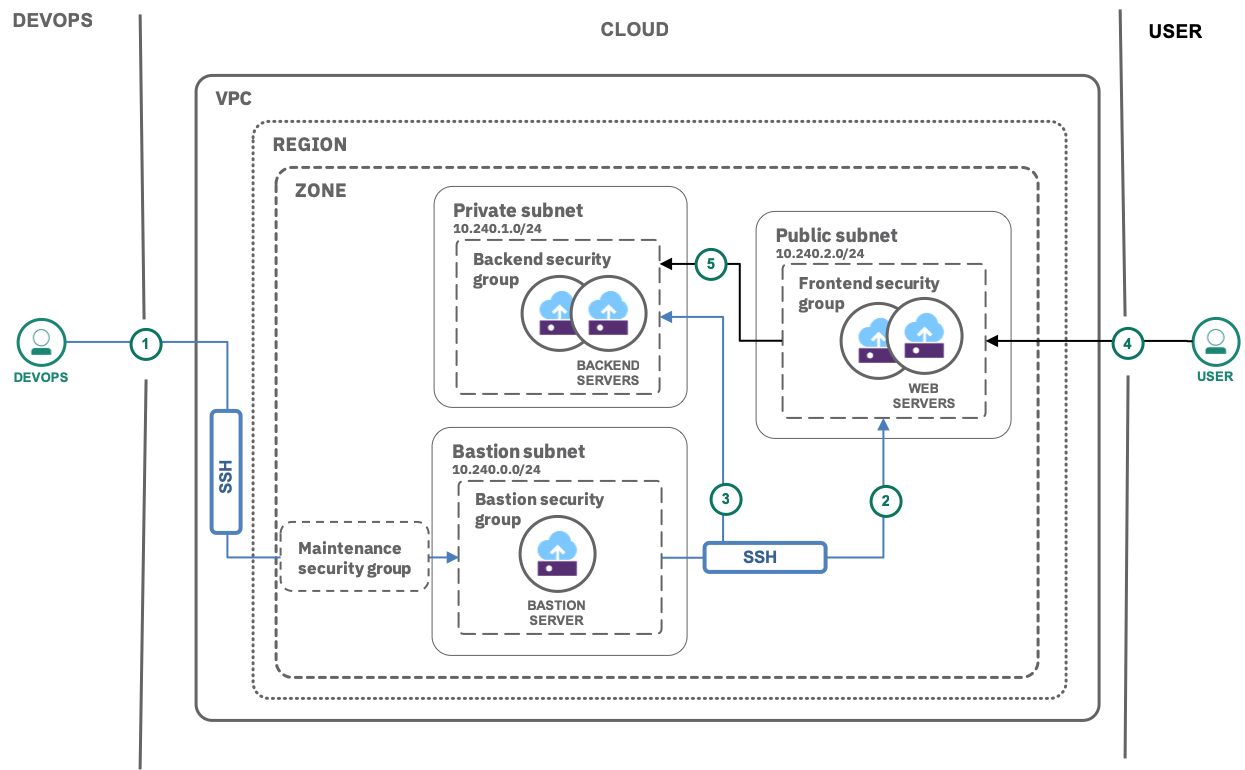 DEVOPS
CLOUD
USER
VPC
REGION
ZONE
Private subnet
10.240.1.0/24
Backend security
group
BACKEND
SERVERS
5
Public subnet
10.240.2.0/24
Frontend security
group
WEB
SERVERS
1
DEVOPS
4
USER
SSH
Bastion subnet
10.240.0.0/24
Bastion security
group
BASTION
SERVER
Maintenance
security group
3
2
SSH